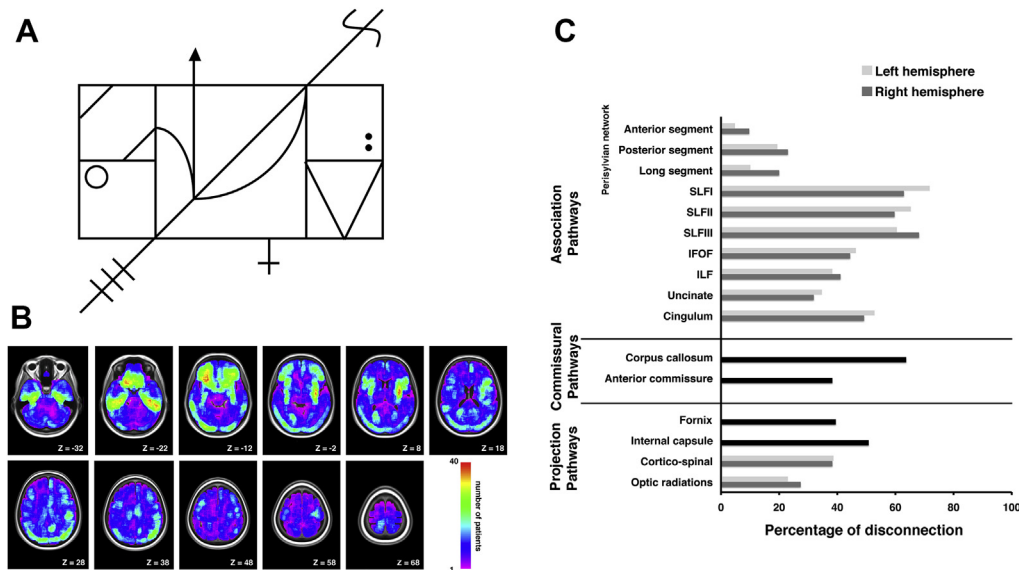 A
B
Z = -32
Z = -22
Z = -12
Z = -2
Z = 8
Z = 18
Z = 28
Z = 38
Z = 48
Z = 58
Z = 68
40
number of patients
1
C
Left hemisphere
Right hemisphere
Association Pathways
Perisylvian network
Anterior segment
Posterior segment
Long segment
SLFI
SLFII
SLFIII
IFOF
ILF
Uncinate
Cingulum
Commissural Pathways
Corpus callosum
Anterior commissure
Projection Pathways
Fornix
Internal capsule
Cortico-spinal
Optic radiations
0 20 40 60 80 100
Percentage of disconnection